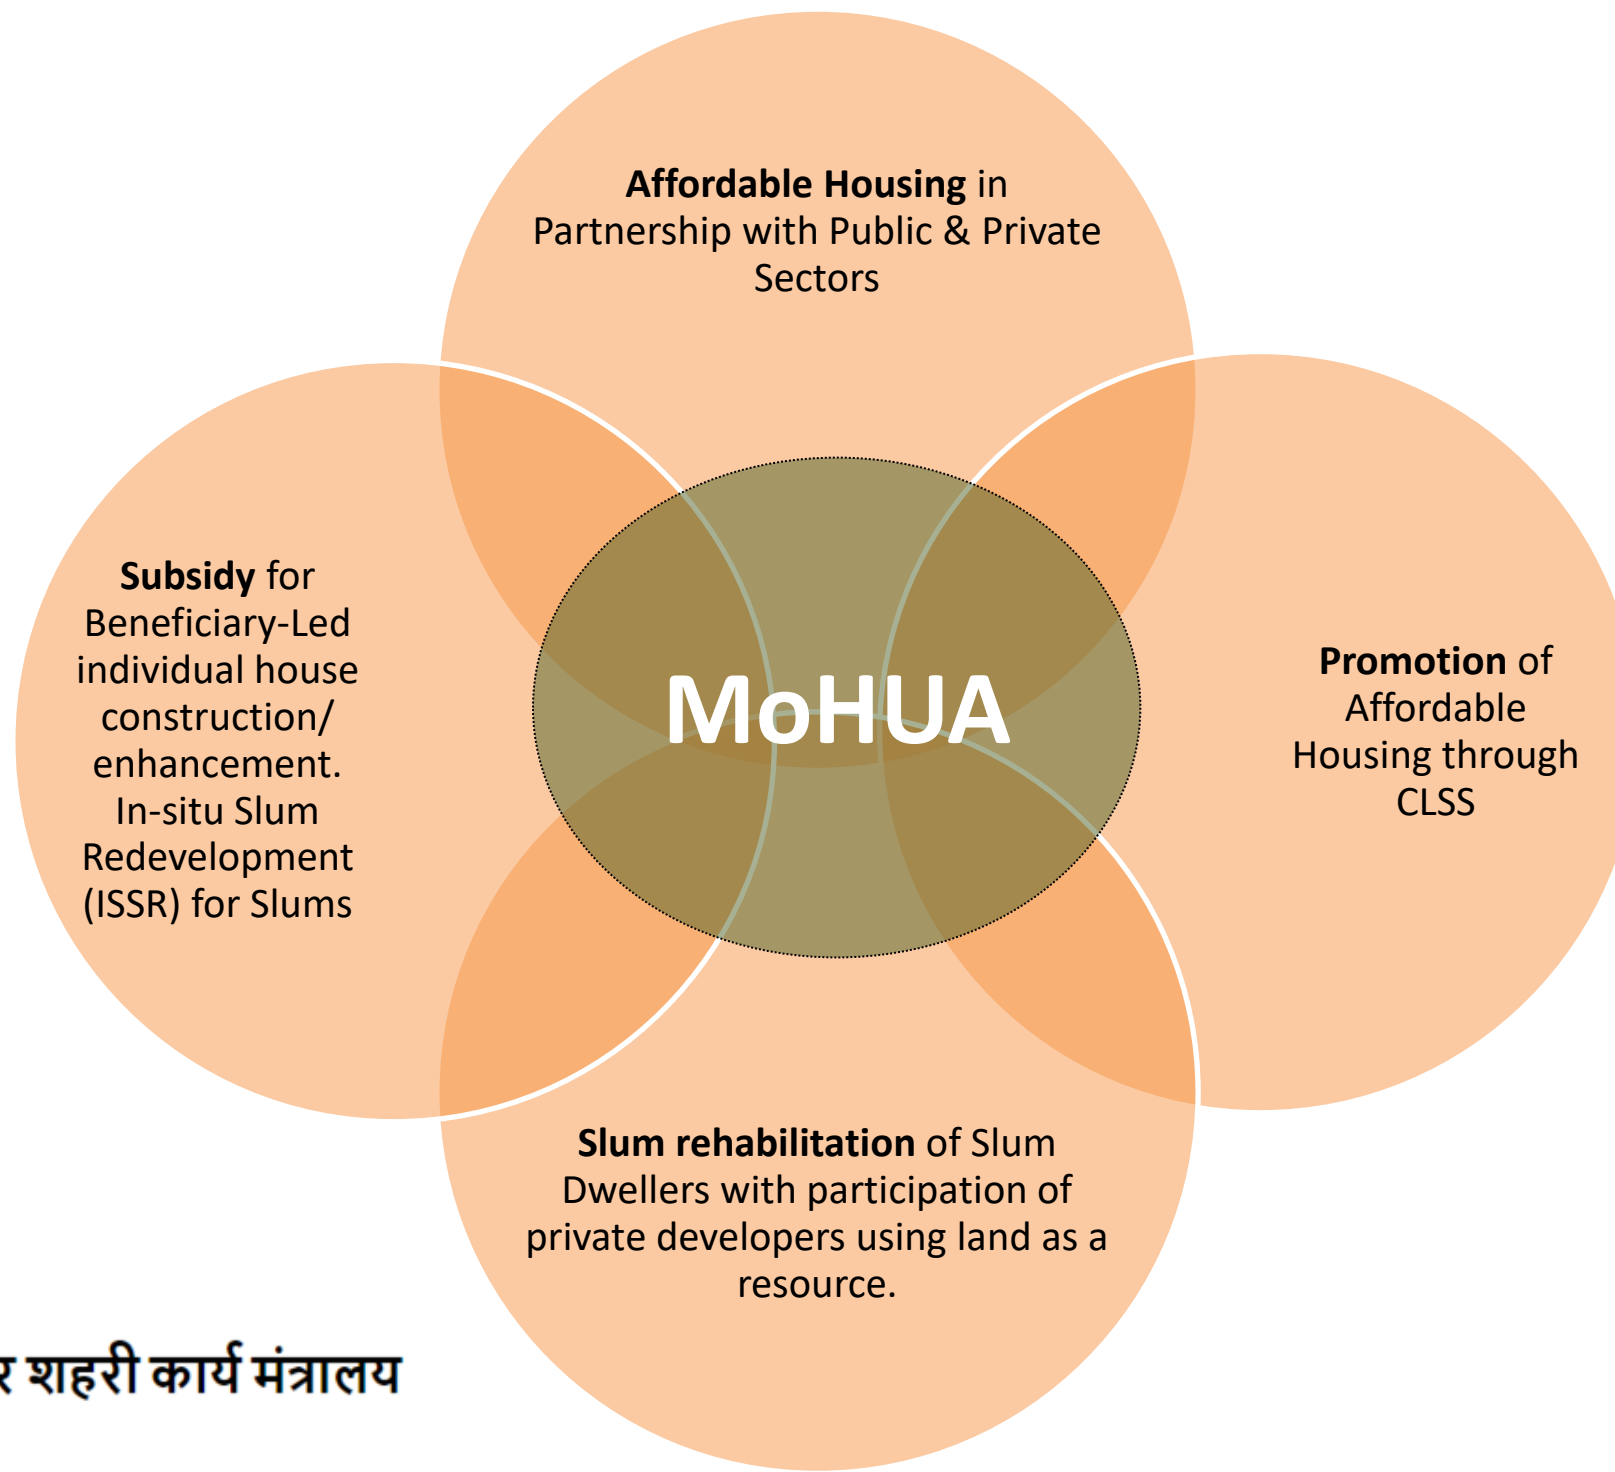 Affordable Housing in
Partnership with Public & Private
Sectors
Subsidy for
Beneficiary-Led
individual house
construction/
enhancement.
In-situ Slum
Redevelopment
(ISSR) for Slums
MoHUA
Promotion of
Affordable
Housing through
CLSS
Slum rehabilitation of Slum
Dwellers with participation of
private developers using land as a
resource.
शहरी कार्य मंत्रालय